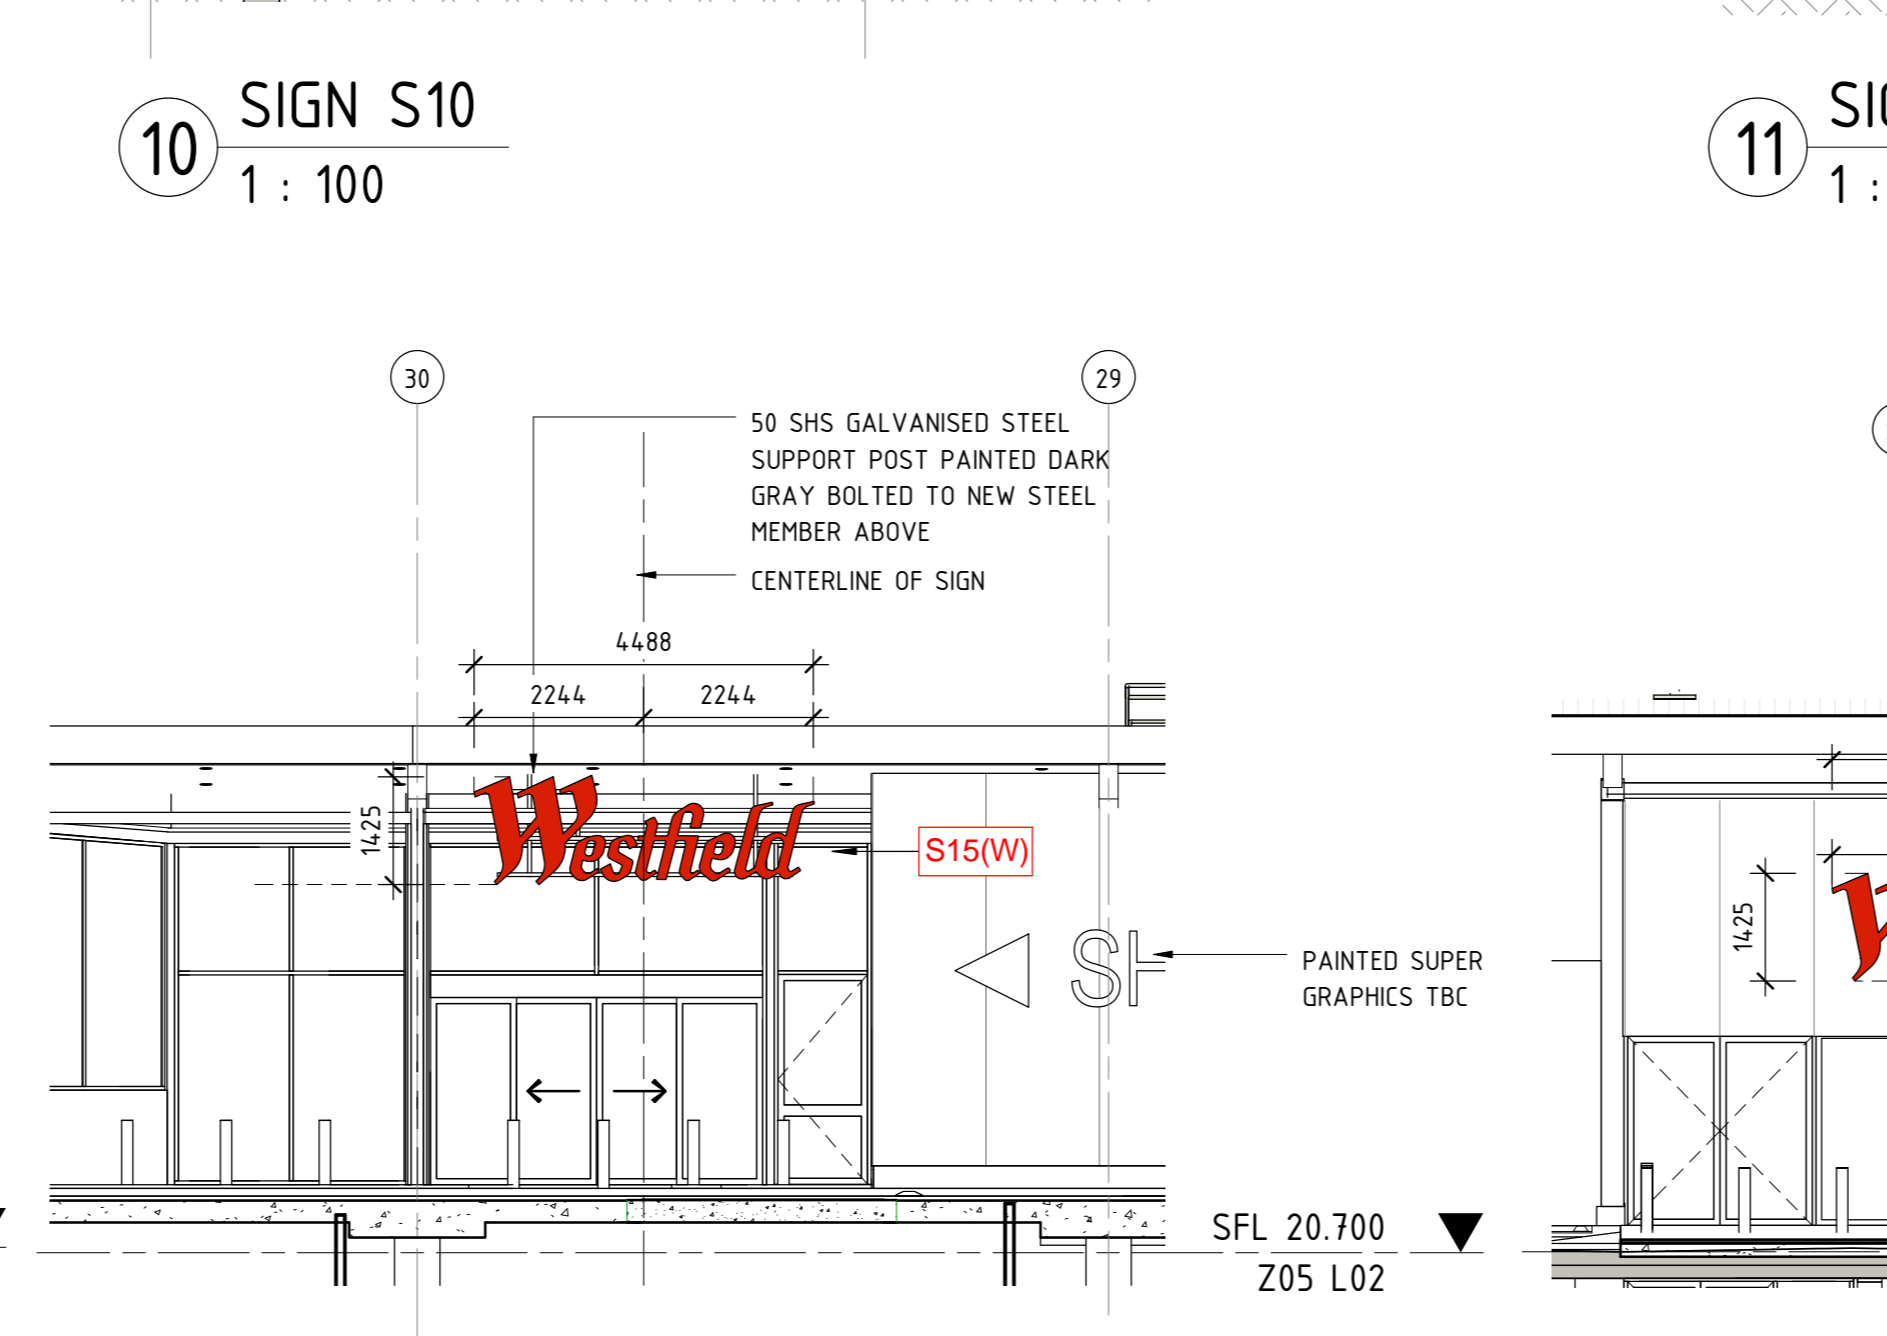 10
SIGN S10
1 : 100
11
1 :
30
29
50 SHS GALVANISED STEEL
SUPPORT POST PAINTED DARK
GRAY BOLTED TO NEW STEEL
MEMBER ABOVE
CENTERLINE OF SIGN
4488
2244
2244
1425
Westfield
S15(W)
SH
PAINTED SUPER
GRAPHICS TBC
1425
W
SFL 20.700
Z05 L02